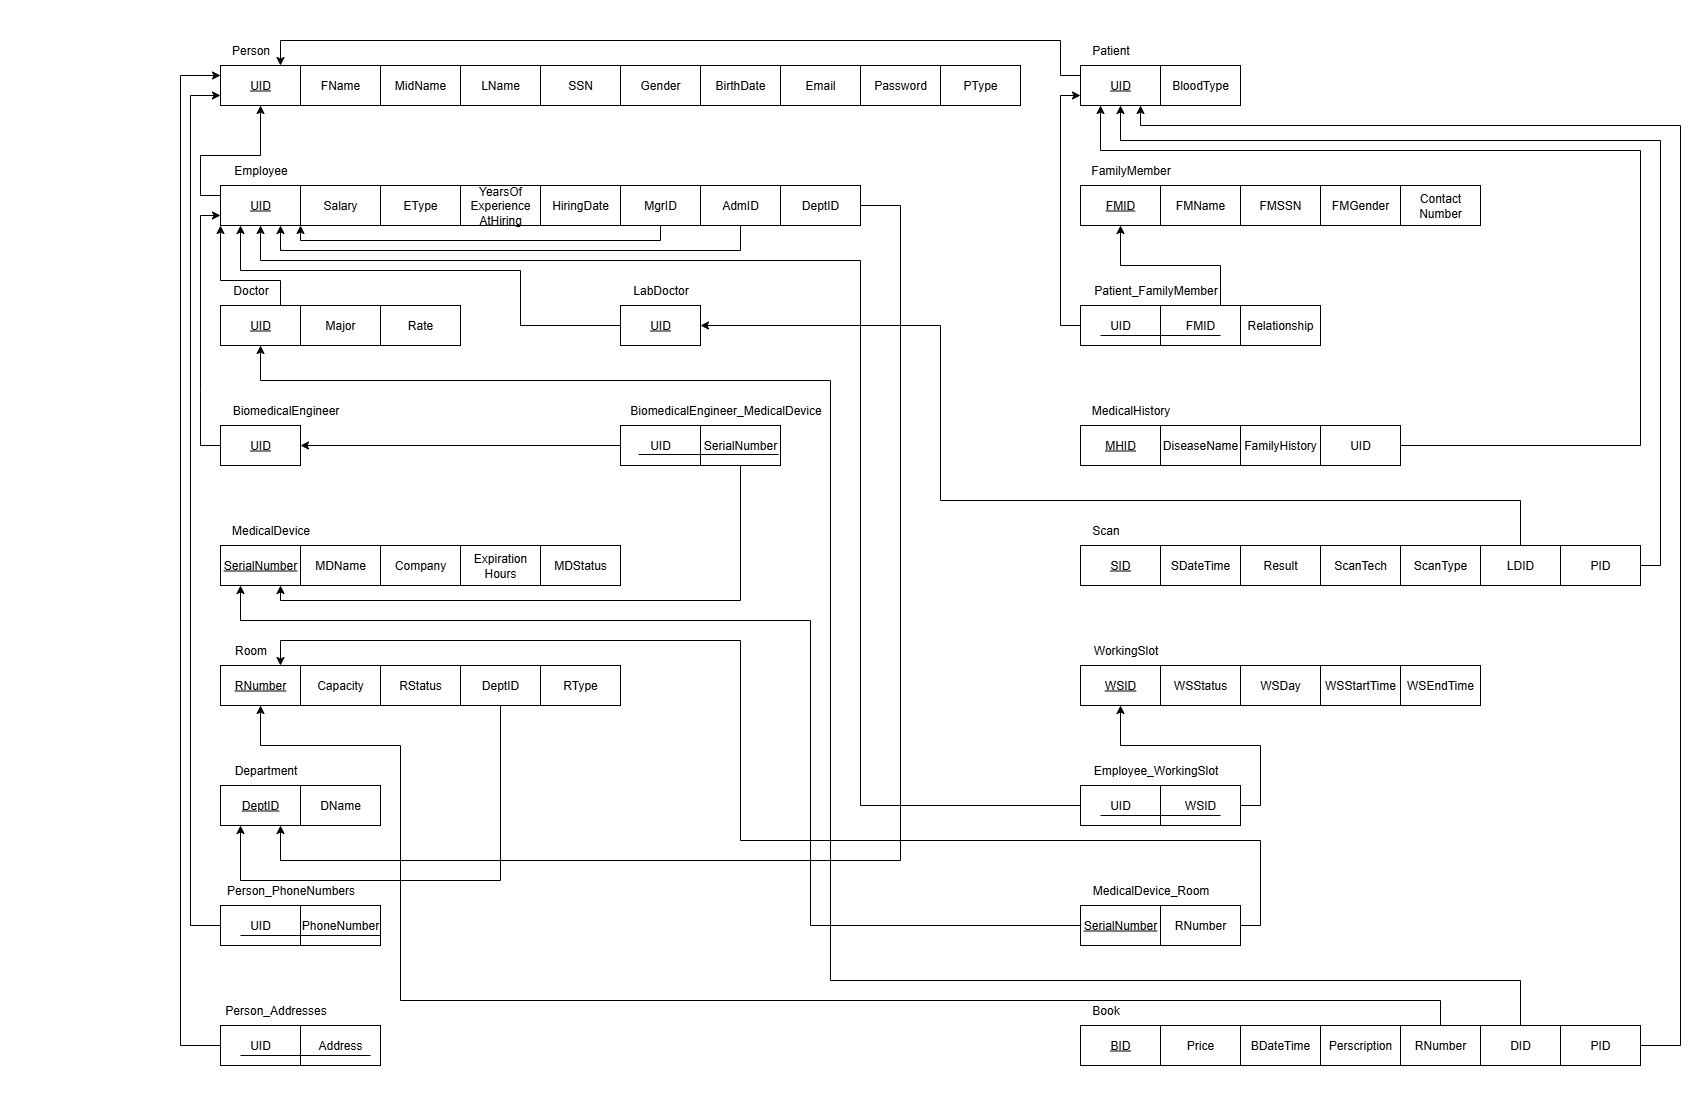 Person
UID FName MidName LName SSN Gender BirthDate Email Password PType
Patient
UID BloodType
Employee
UID Salary EType YearsOf Experience AtHiring HiringDate MgrID AdmID DeptID
FamilyMember
FMID FMName FMSSN FMGender Contact Number
Doctor
UID Major Rate
LabDoctor
UID
Patient_FamilyMember
UID FMID Relationship
BiomedicalEngineer
UID
BiomedicalEngineer_MedicalDevice
UID SerialNumber
MedicalHistory
MHID DiseaseName FamilyHistory UID
MedicalDevice
SerialNumber MDName Company Expiration Hours MDStatus
Scan
SID SDateTime Result ScanTech ScanType LDID PID
Room
RNumber Capacity RStatus DeptID RType
WorkingSlot
WSID WSStatus WSDay WSStartTime WSEndTime
Department
DeptID DName
Employee_WorkingSlot
UID WSID
Person_PhoneNumbers
UID PhoneNumber
MedicalDevice_Room
SerialNumber RNumber
Person_Addresses
UID Address
Book
BID Price BDateTime Perscription RNumber DID PID